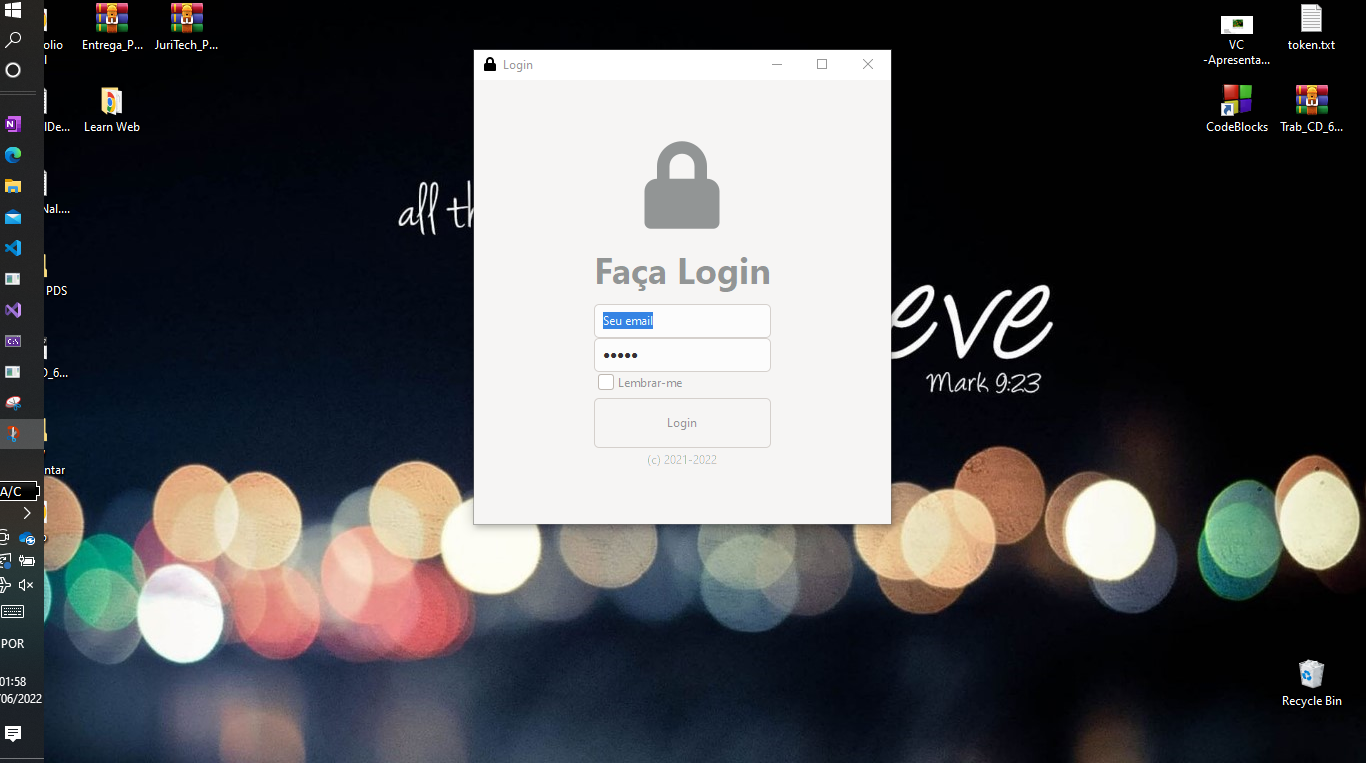 olio
l
Entrega_P...
JuriTech_P...
VC
-Apresenta...
token.txt
lDe...
Learn Web
CodeBlocks
Trab_CD_6...
Login
all th
Nal....
PDS
Faça Login
Seu email
Lembrar-me
Login
(c) 2021-2022
eve
Mark 9:23
D_6...
ntar
A/C
o
POR
01:58
/06/2022
Recycle Bin